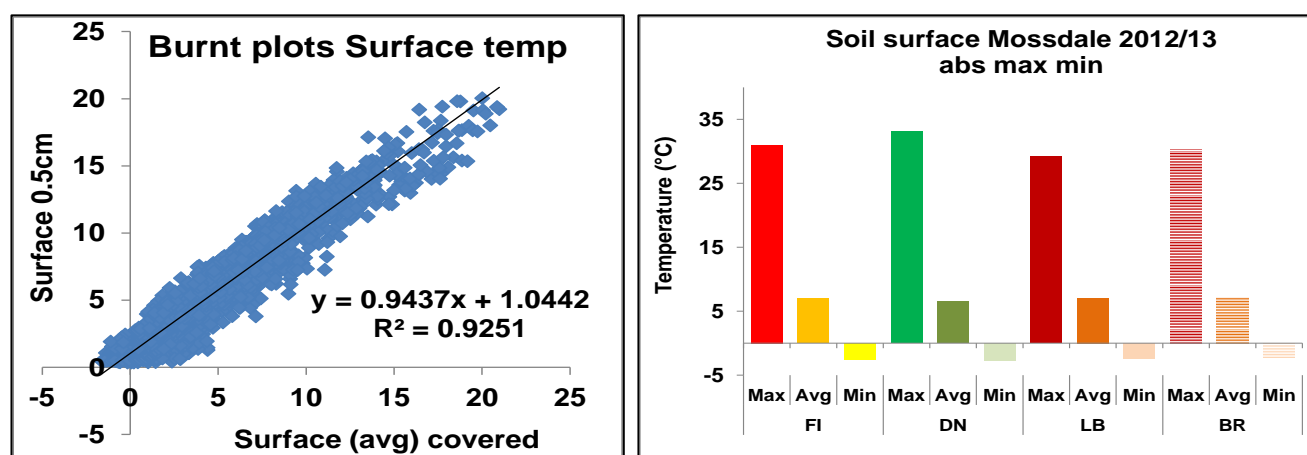 Burnt plots Surface temp
25
20
15
10
5
0
-5
Surface 0.5cm
y = 0.9437x + 1.0442
R² = 0.9251
-5 0 5 10 15 20 25
Surface (avg) covered
Soil surface Mossdale 2012/13
abs max min
Temperature (°C)
35
25
15
5
-5
Max Avg Min Max Avg Min Max Avg Min Max Avg Min
FI DN LB BR